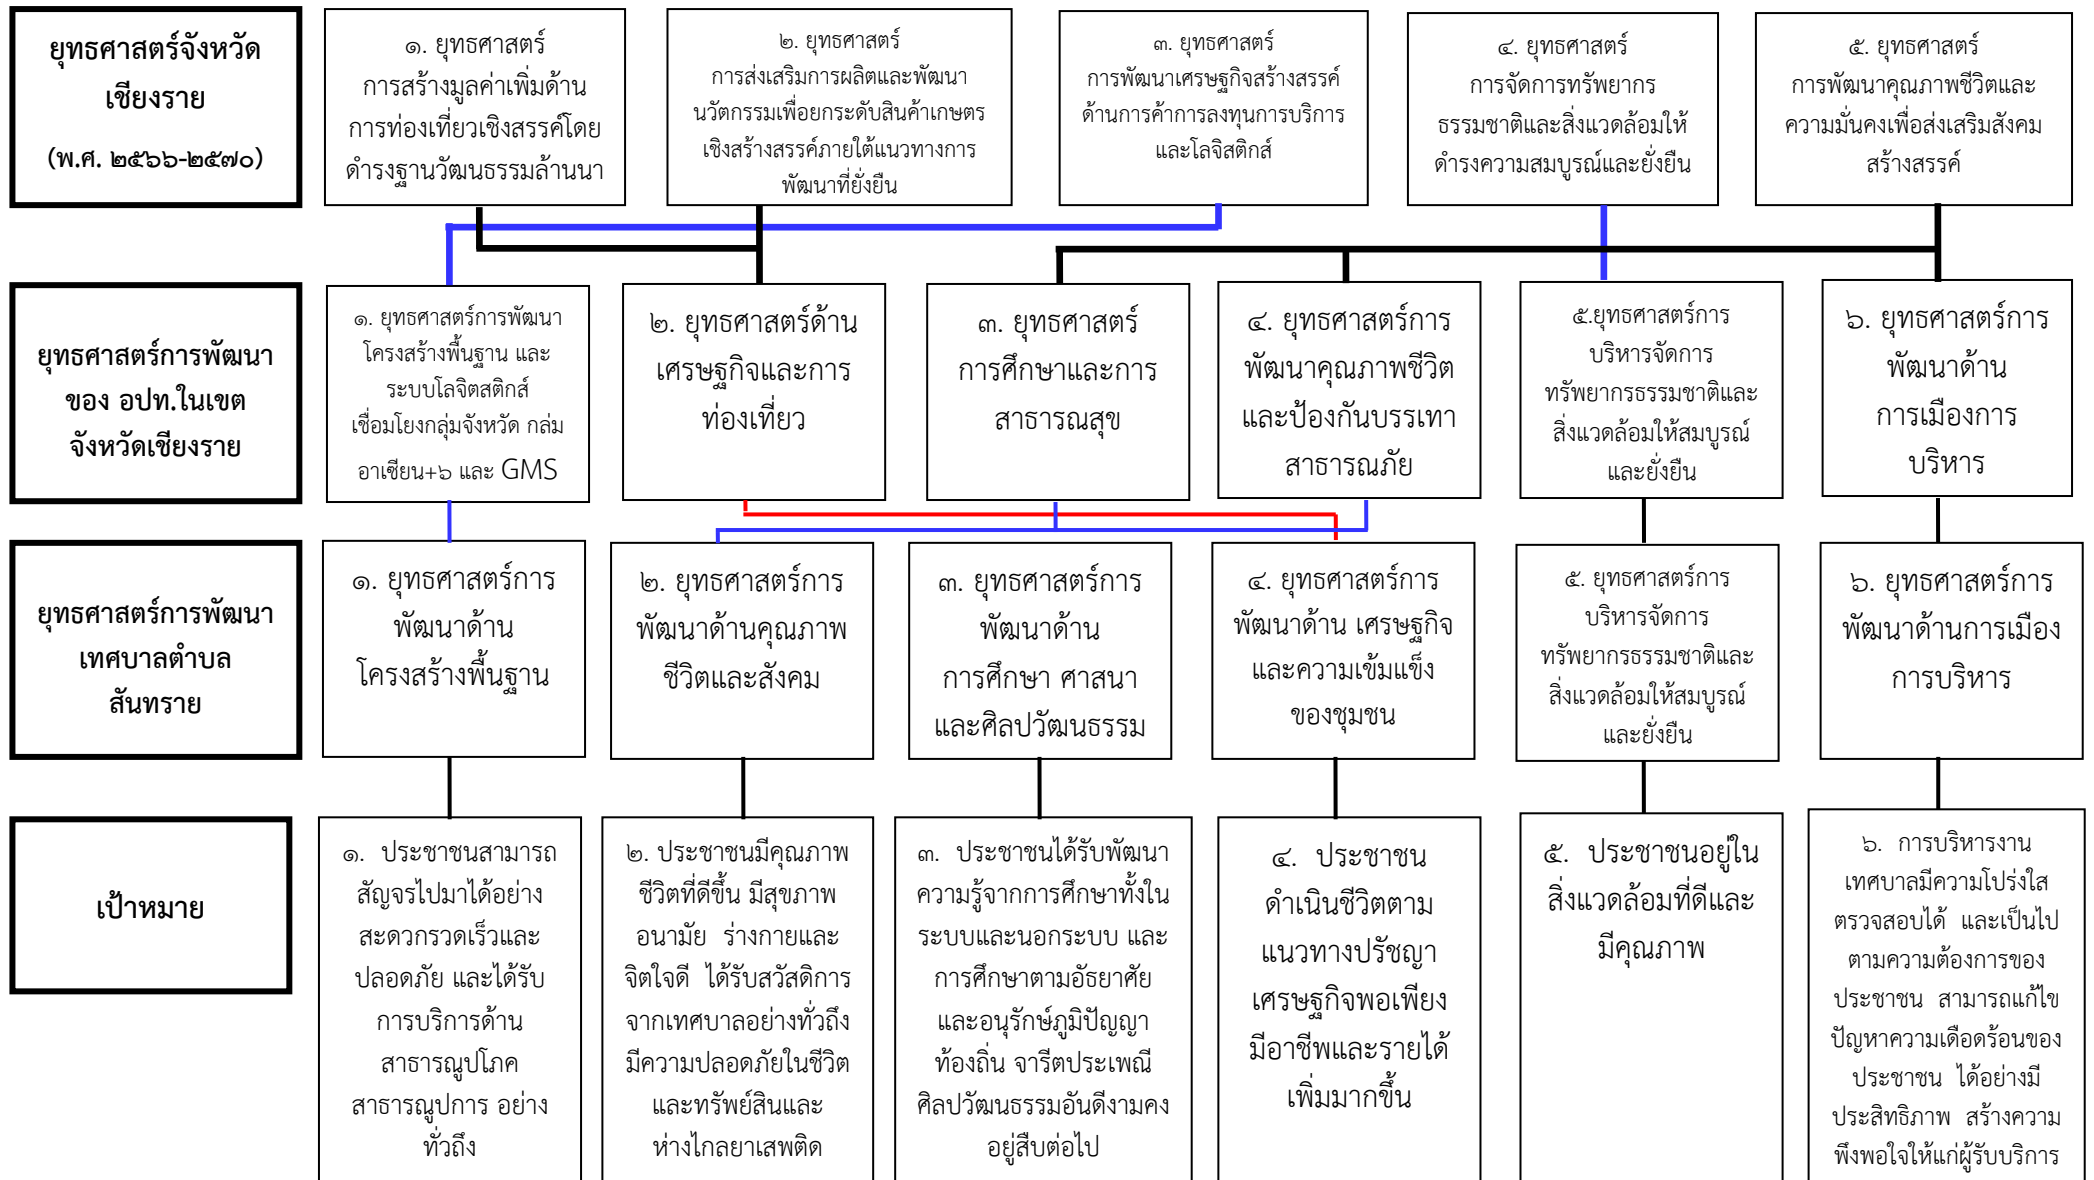 ยุทธศาสตร์จังหวัด
เชียงราย
(พ.ศ. ๒๕๖๖-๒๕๗๐)
๑. ยุทธศาสตร์
การสร้างมูลค่าเพิ่มด้าน
การท่องเที่ยวเชิงสรรค์โดย
ดำรงฐานวัฒนธรรมล้านนา
๒. ยุทธศาสตร์
การส่งเสริมการผลิตและพัฒนา
นวัตกรรมเพื่อยกระดับสินค้าเกษตร
เชิงสร้างสรรค์ภายใต้แนวทางการ
พัฒนาที่ยั่งยืน
๓. ยุทธศาสตร์
การพัฒนาเศรษฐกิจสร้างสรรค์
ด้านการค้าการลงทุนการบริการ
และโลจิสติกส์
๔. ยุทธศาสตร์
การจัดการทรัพยากร
ธรรมชาติและสิ่งแวดล้อมให้
ดำรงความสมบูรณ์และยั่งยืน
๕. ยุทธศาสตร์
การพัฒนาคุณภาพชีวิตและ
ความมั่นคงเพื่อส่งเสริมสังคม
สร้างสรรค์
ยุทธศาสตร์การพัฒนา
ของ อปท.ในเขต
จังหวัดเชียงราย
๑. ยุทธศาสตร์การพัฒนา
โครงสร้างพื้นฐาน และ
ระบบโลจิตสติกส์
เชื่อมโยงกลุ่มจังหวัด กล่ม
อาเซียน+๖ และ GMS
๒. ยุทธศาสตร์ด้าน
เศรษฐกิจและการ
ท่องเที่ยว
๓. ยุทธศาสตร์
การศึกษาและการ
สาธารณสุข
๔. ยุทธศาสตร์การ
พัฒนาคุณภาพชีวิต
และป้องกันบรรเทา
สาธารณภัย
๕.ยุทธศาสตร์การ
บริหารจัดการ
ทรัพยากรธรรมชาติและ
สิ่งแวดล้อมให้สมบูรณ์
และยั่งยืน
๖. ยุทธศาสตร์การ
พัฒนาด้าน
การเมืองการ
บริหาร
ยุทธศาสตร์การพัฒนา
เทศบาลตำบล
สันทราย
๑. ยุทธศาสตร์การ
พัฒนาด้าน
โครงสร้างพื้นฐาน
๒. ยุทธศาสตร์การ
พัฒนาด้านคุณภาพ
ชีวิตและสังคม
๓. ยุทธศาสตร์การ
พัฒนาด้าน
การศึกษา ศาสนา
และศิลปวัฒนธรรม
๔. ยุทธศาสตร์การ
พัฒนาด้าน เศรษฐกิจ
และความเข้มแข็ง
ของชุมชน
๕. ยุทธศาสตร์การ
บริหารจัดการ
ทรัพยากรธรรมชาติและ
สิ่งแวดล้อมให้สมบูรณ์
และยั่งยืน
๖. ยุทธศาสตร์การ
พัฒนาด้านการเมือง
การบริหาร
เป้าหมาย
๑. ประชาชนสามารถ
สัญจรไปมาได้อย่าง
สะดวกรวดเร็วและ
ปลอดภัย และได้รับ
การบริการด้าน
สาธารณูปโภค
สาธารณูปการ อย่าง
ทั่วถึง
๒. ประชาชนมีคุณภาพ
ชีวิตที่ดีขึ้น มีสุขภาพ
อนามัย ร่างกายและ
จิตใจดี ได้รับสวัสดิการ
จากเทศบาลอย่างทั่วถึง
มีความปลอดภัยในชีวิต
และทรัพย์สินและ
ห่างไกลยาเสพติด
๓. ประชาชนได้รับพัฒนา
ความรู้จากการศึกษาทั้งใน
ระบบและนอกระบบ และ
การศึกษาตามอัธยาศัย
และอนุรักษ์ภูมิปัญญา
ท้องถิ่น จารีตประเพณี
ศิลปวัฒนธรรมอันดีงามคง
อยู่สืบต่อไป
๔. ประชาชน
ดำเนินชีวิตตาม
แนวทางปรัชญา
เศรษฐกิจพอเพียง
มีอาชีพและรายได้
เพิ่มมากขึ้น
๕. ประชาชนอยู่ใน
สิ่งแวดล้อมที่ดีและ
มีคุณภาพ
๖. การบริหารงาน
เทศบาลมีความโปร่งใส
ตรวจสอบได้ และเป็นไป
ตามความต้องการของ
ประชาชน สามารถแก้ไข
ปัญหาความเดือดร้อนของ
ประชาชน ได้อย่างมี
ประสิทธิภาพ สร้างความ
พึงพอใจให้แก่ผู้รับบริการ